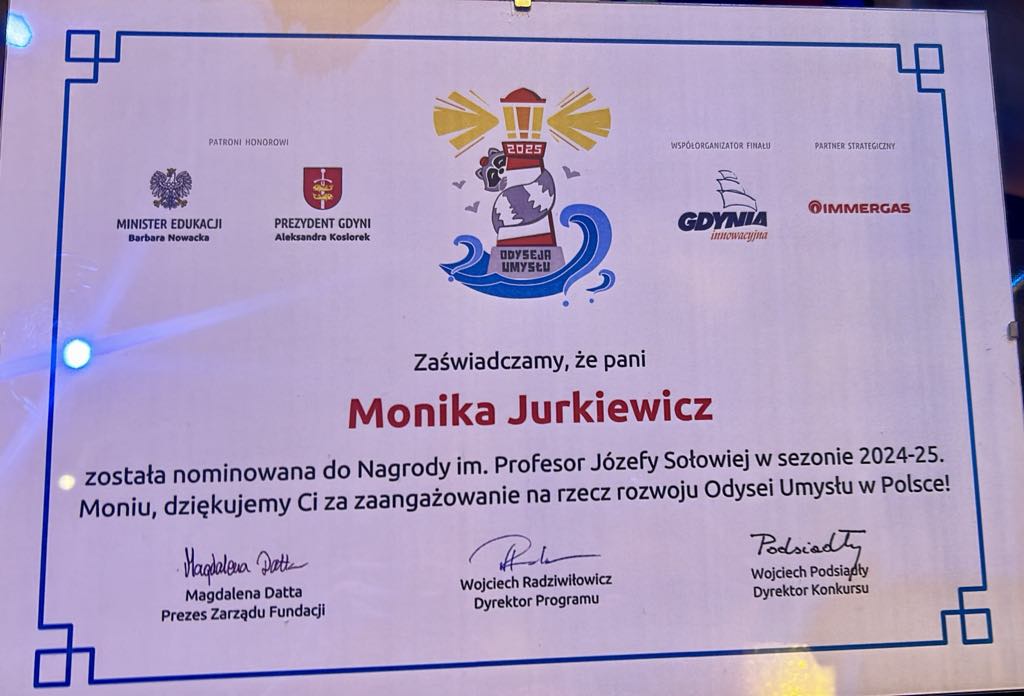 PATRONI HONOROWI
MINISTER EDUKACJI
Barbara Nowacka
PREZYDENT GDYNI
Aleksandra Kosiorek
2025
ODYSEJA
UMYSŁU
WSPÓŁORGANIZATOR FINAŁU
GDYNIA
innowacyjna
PARTNER STRATEGICZNY
IMMERGAS
Zaświadczamy, że pani
Monika Jurkiewicz
została nominowana do Nagrody im. Profesor Józefy Sołowiej w sezonie 2024-25.
Moniu, dziękujemy Ci za zaangażowanie na rzecz rozwoju Odysei Umysłu w Polsce!
Magdalena Datta
Magdalena Datta
Prezes Zarządu Fundacji
Wojciech Radziwiłowicz
Dyrektor Programu
Podsiadły
Wojciech Podsiadły
Dyrektor Konkursu